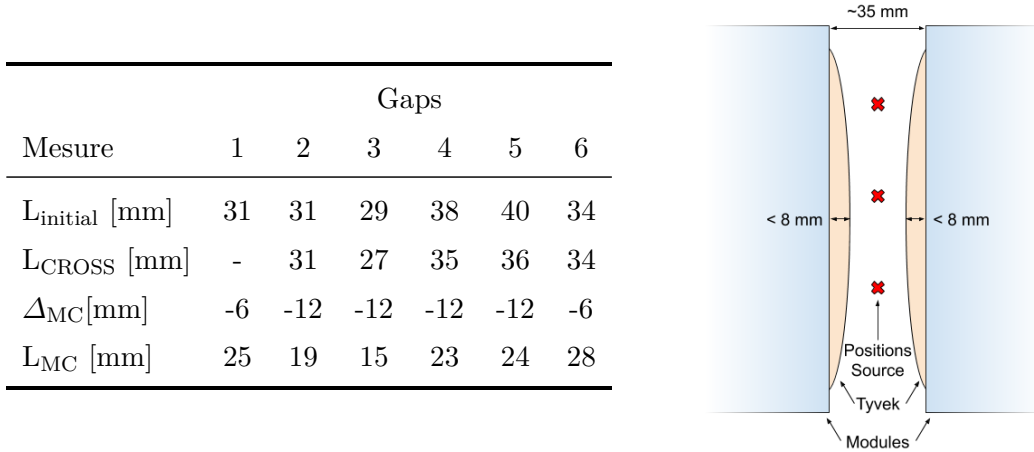 Gaps
Mesure 1 2 3 4 5 6
L_initial [mm] 31 31 29 38 40 34
L_CROSS [mm] - 31 27 35 36 34
Δ_MC[mm] -6 -12 -12 -12 -12 -6
L_MC [mm] 25 19 15 23 24 28
~35 mm
< 8 mm < 8 mm
Positions
Source
Tyvek
Modules